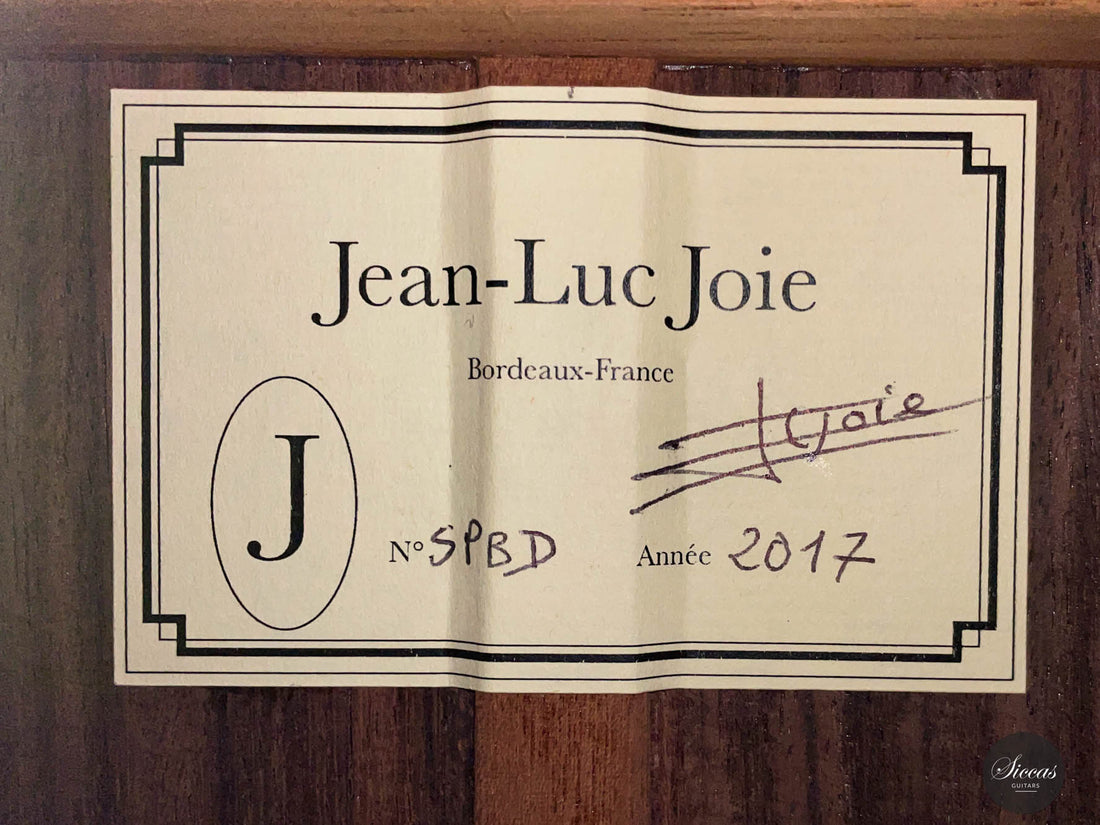 Jean-Luc Joie
Bordeaux-France
Joie
J
N° SPBD
Année 2017
Siccas
GUITARS